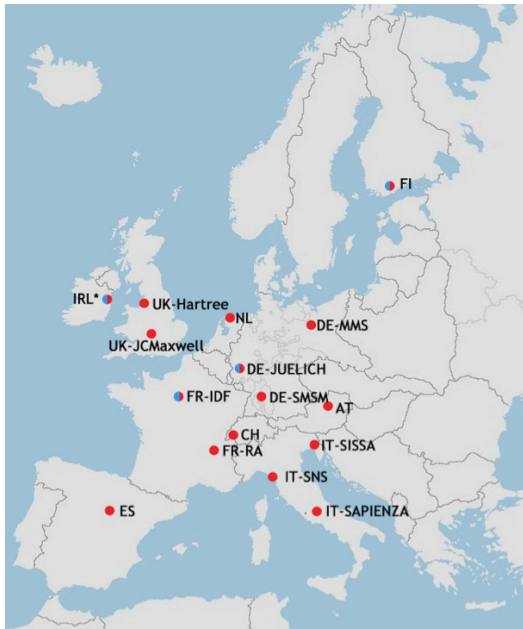 FI
IRL*
UK-Hartree
NL
DE-MMS
UK-JCMaxwell
DE-JUELICH
FR-IDF
DE-SMSM
AT
CH
IT-SISSA
FR-RA
IT-SNS
ES
IT-SAPIENZA